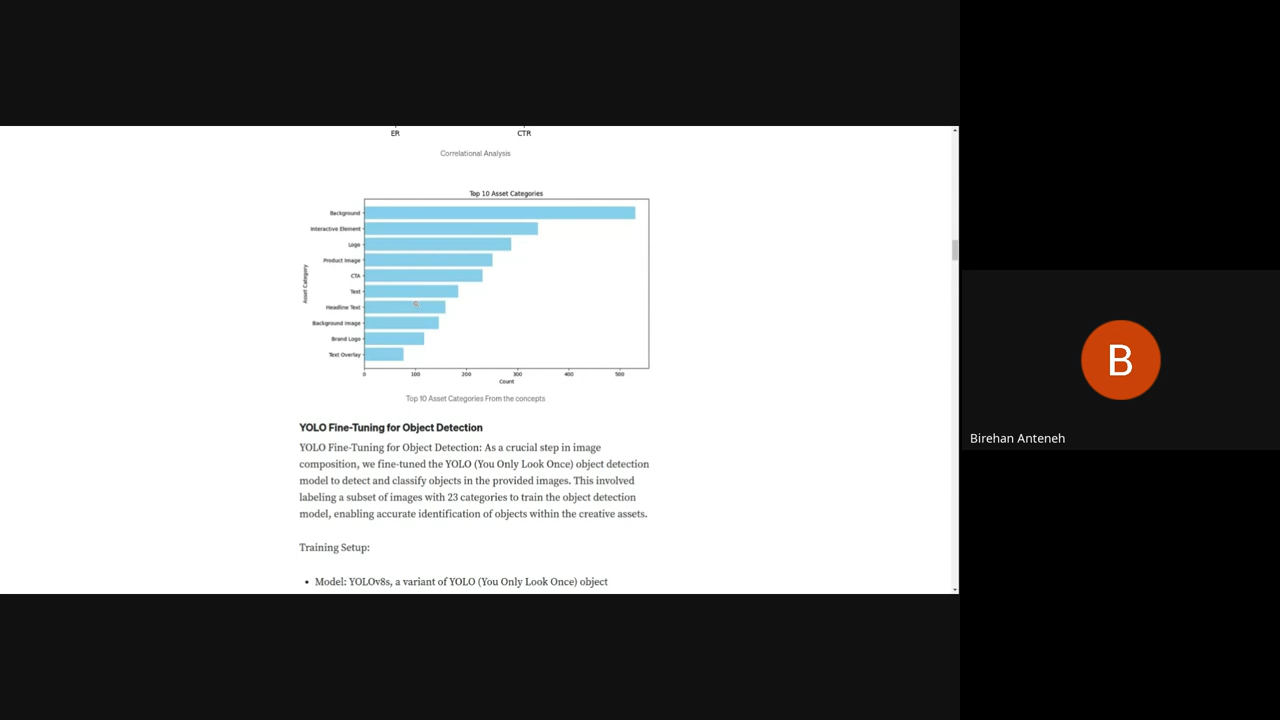 ER CTR
Correlational Analysis
Top 10 Asset Categories
Background
Interactive Element
Logo
Product Image
CTA
Text
Headline Text
Background Image
Brand Logo
Text Overlay
Asset Category
0 100 200 300 400 500
Count
Top 10 Asset Categories From the concepts
YOLO Fine-Tuning for Object Detection
YOLO Fine-Tuning for Object Detection: As a crucial step in image
composition, we fine-tuned the YOLO (You Only Look Once) object detection
model to detect and classify objects in the provided images. This involved
labeling a subset of images with 23 categories to train the object detection
model, enabling accurate identification of objects within the creative assets.
Training Setup:
• Model: YOLOv8s, a variant of YOLO (You Only Look Once) object
B
Birehan Anteneh